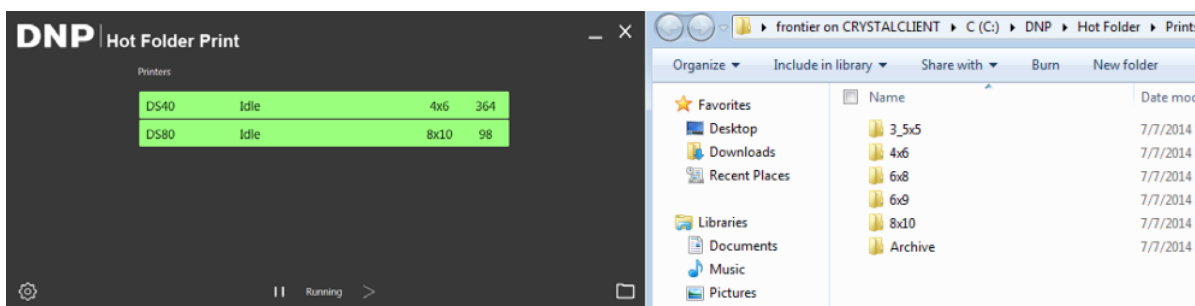 DNP Hot Folder Print
Printers
DS40 Idle 4x6 364
DS80 Idle 8x10 98
Running
frontier on CRYSTALCLIENT C (C:) DNP Hot Folder Prints
Organize Include in library Share with Burn New folder
Favorites
Desktop
Downloads
Recent Places
Libraries
Documents
Music
Pictures
Name Date mod
3_5x5 7/7/2014
4x6 7/7/2014
6x8 7/7/2014
6x9 7/7/2014
8x10 7/7/2014
Archive 7/7/2014